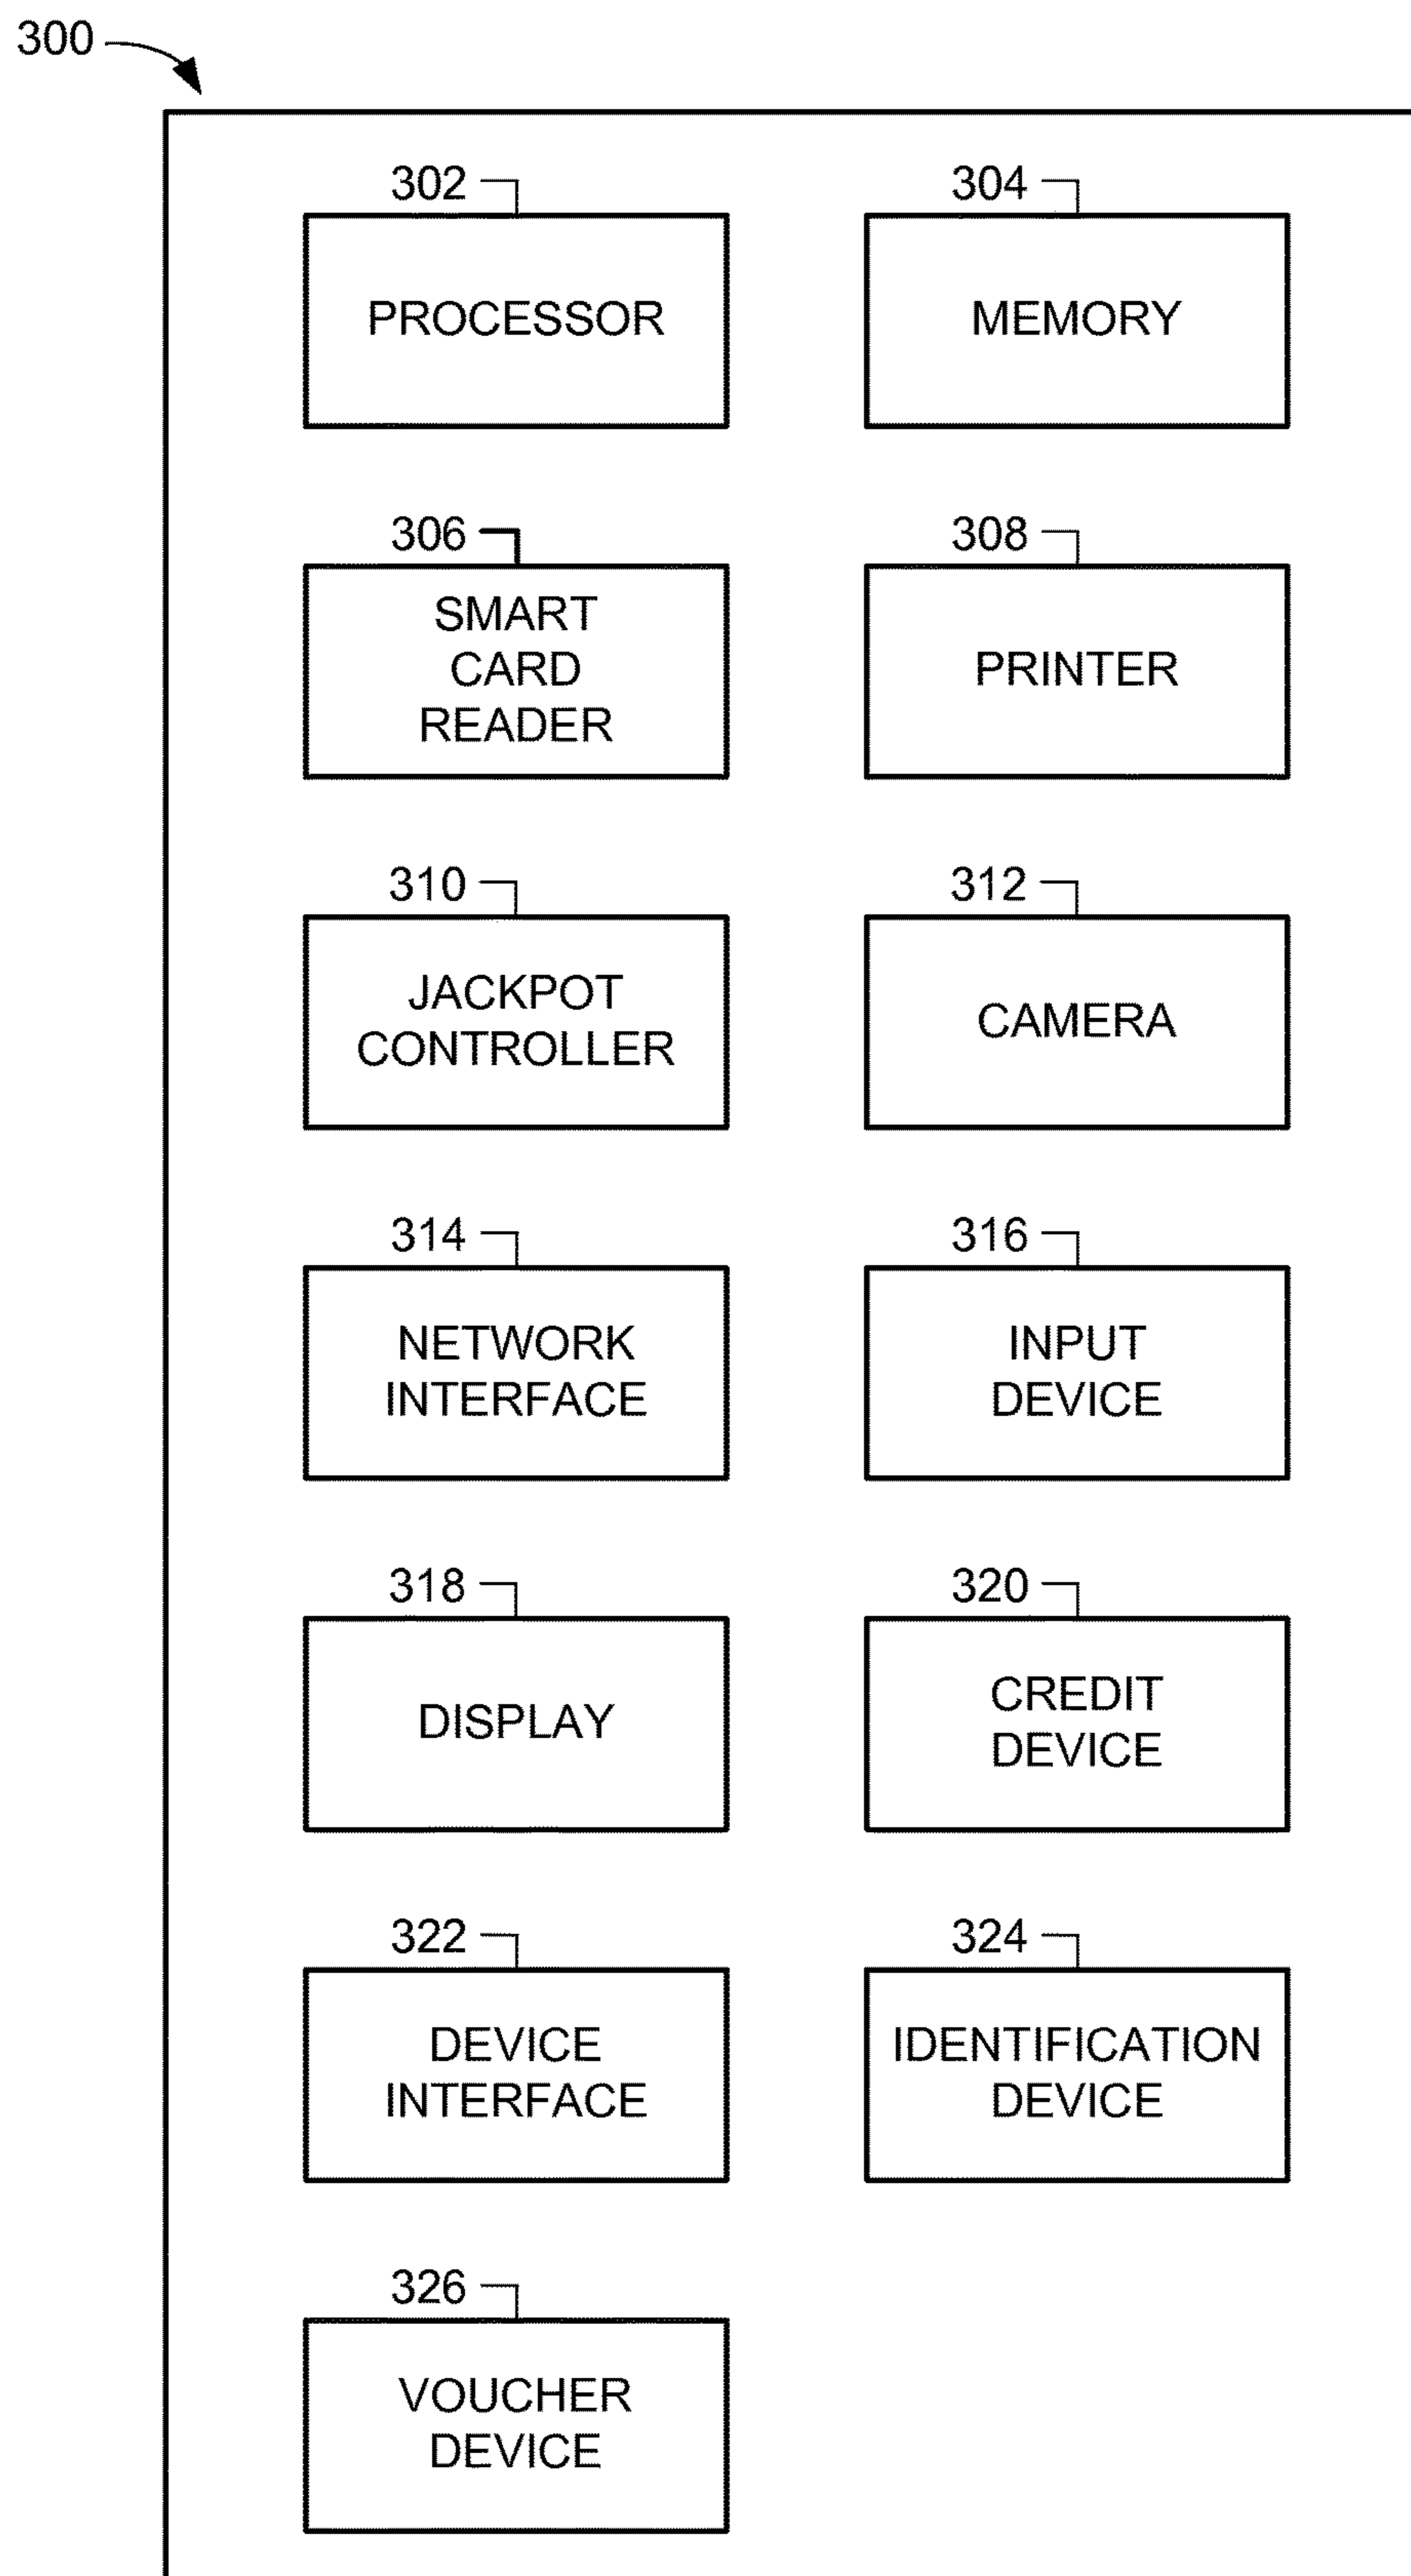 300
302
304
PROCESSOR
MEMORY
306
308
SMART
CARD
READER
PRINTER
310
312
JACKPOT
CONTROLLER
CAMERA
314
316
NETWORK
INTERFACE
INPUT
DEVICE
318
320
DISPLAY
CREDIT
DEVICE
322
324
DEVICE
INTERFACE
IDENTIFICATION
DEVICE
326
VOUCHER
DEVICE